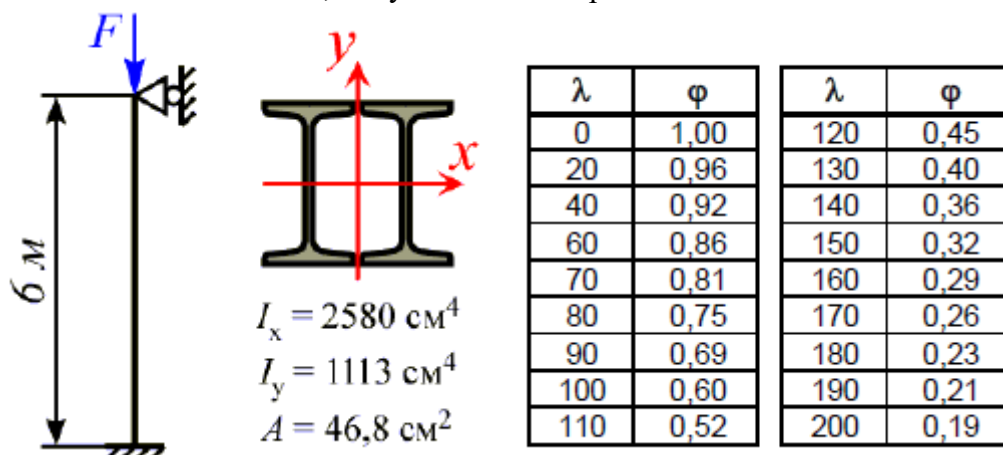 F
6 м
y
x
I_x = 2580 см⁴
I_y = 1113 см⁴
A = 46,8 см²
λ φ λ φ
0 1,00 120 0,45
20 0,96 130 0,40
40 0,92 140 0,36
60 0,86 150 0,32
70 0,81 160 0,29
80 0,75 170 0,26
90 0,69 180 0,23
100 0,60 190 0,21
110 0,52 200 0,19